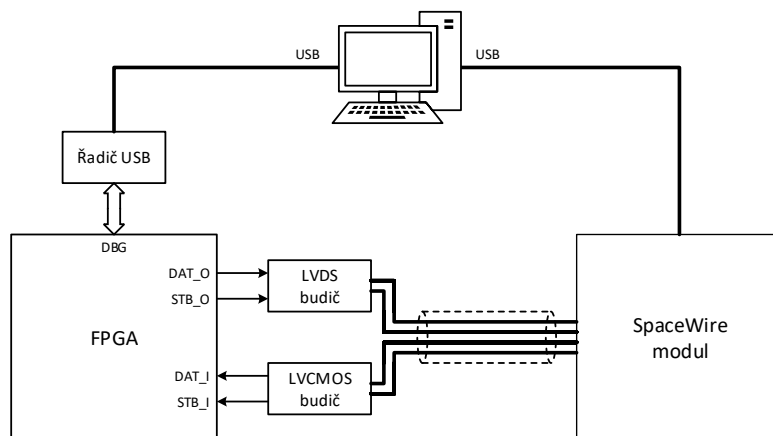 USB
USB
Řadič USB
DBG
DAT_O
STB_O
LVDS
budič
FPGA
SpaceWire
modul
DAT_I
STB_I
LVCMOS
budič